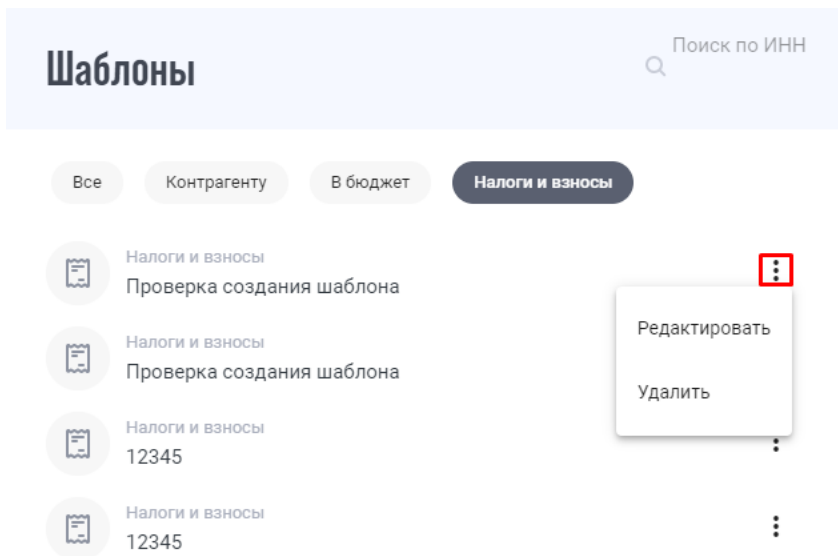 Шаблоны
Поиск по ИНН
Все
Контрагенту
В бюджет
Налоги и взносы
Налоги и взносы
Проверка создания шаблона
Редактировать
Налоги и взносы
Проверка создания шаблона
Удалить
Налоги и взносы
12345
Налоги и взносы
12345